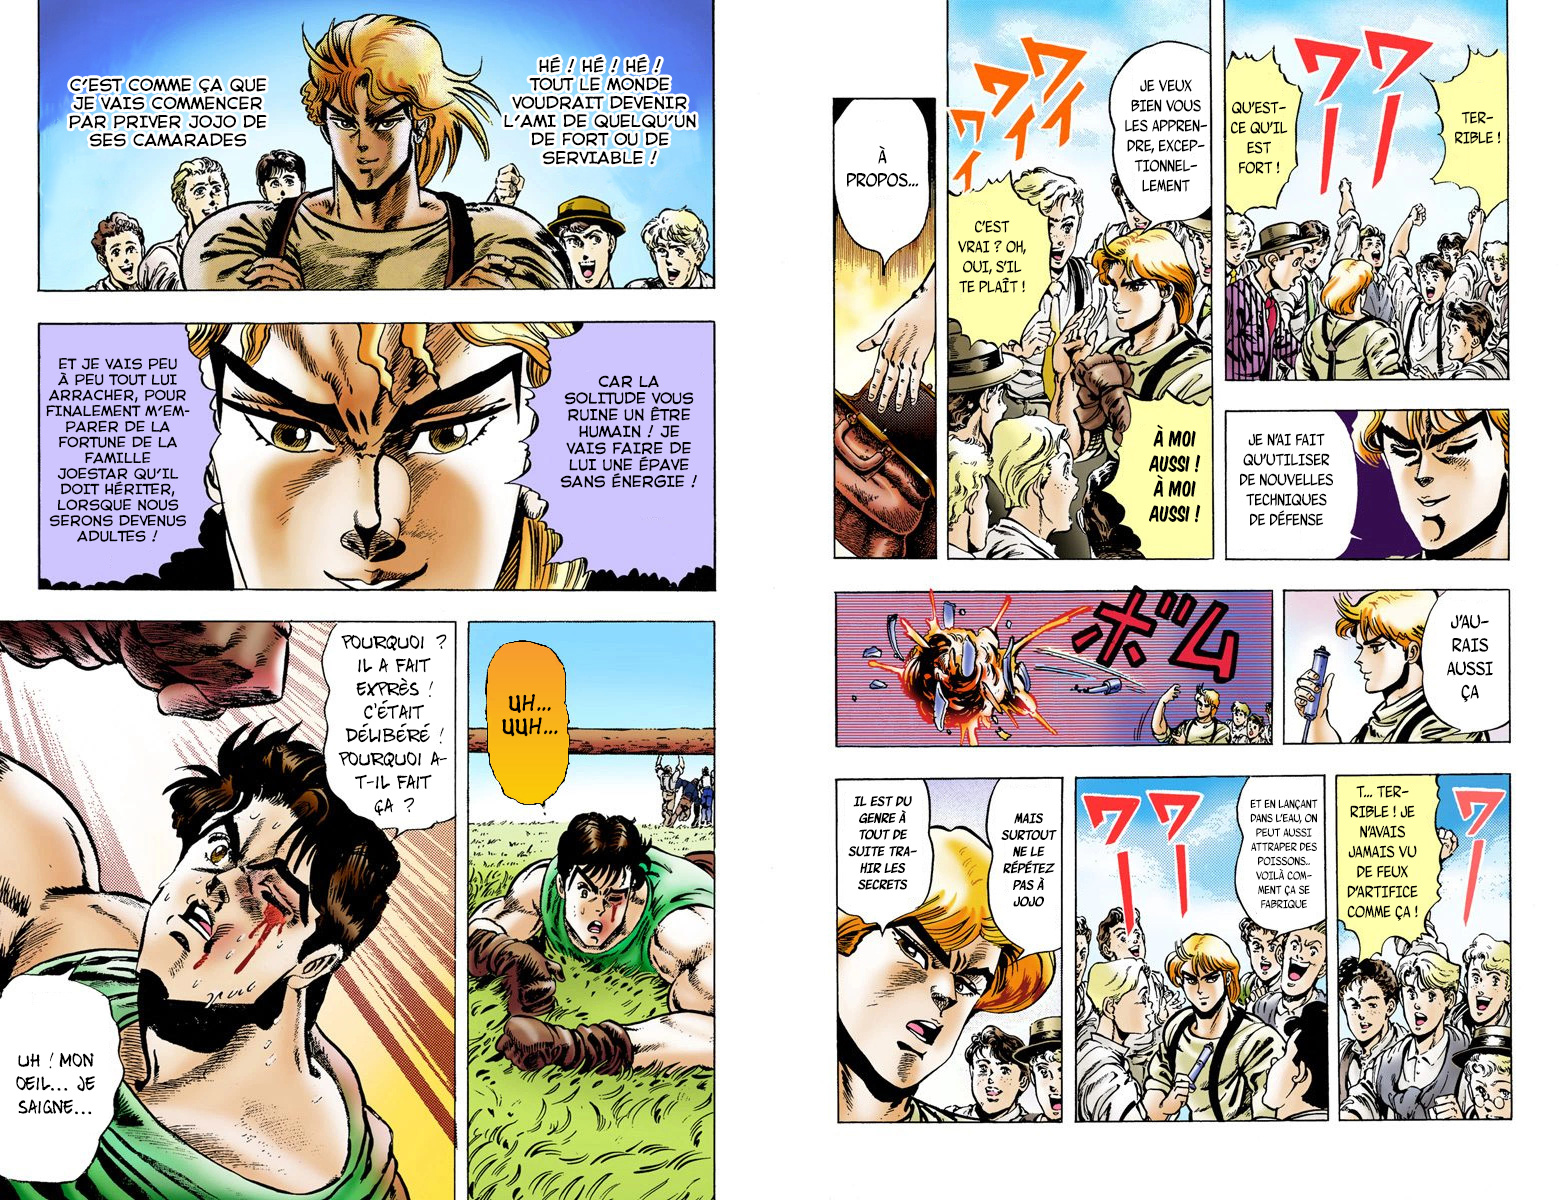 TER-
RIBLE !
ワー
ワー
QU'EST-
CE QU'IL
EST
FORT !
JE VEUX
BIEN VOUS
LES APPREN-
DRE, EXCEP-
TIONNEL-
LEMENT
ワイ
ワイ
ワイ
C'EST
VRAI ? OH,
OUI, S'IL
TE PLAÎT !
À MOI
AUSSI !
À MOI
AUSSI !
À
PROPOS...
JE N'AI FAIT
QU'UTILISER
DE NOUVELLES
TECHNIQUES
DE DÉFENSE
J'AU-
RAIS
AUSSI
ÇA
ボム
ワー
T... TER-
RIBLE ! JE
N'AVAIS
JAMAIS VU
DE FEUX
D'ARTIFICE
COMME ÇA !
ET EN LANÇANT
DANS L'EAU, ON
PEUT AUSSI
ATTRAPER DES
POISSONS..
VOILÀ COM-
MENT ÇA SE
FABRIQUE
ワー
ワー
MAIS
SURTOUT
NE LE
RÉPÉTEZ
PAS À
JOJO
IL EST DU
GENRE À
TOUT DE
SUITE TRA-
HIR LES
SECRETS
HÉ ! HÉ ! HÉ !
TOUT LE MONDE
VOUDRAIT DEVENIR
L'AMI DE QUELQU'UN
DE FORT OU DE
SERVIABLE !
C'EST COMME ÇA QUE
JE VAIS COMMENCER
PAR PRIVER JOJO DE
SES CAMARADES
CAR LA
SOLITUDE VOUS
RUINE UN ÊTRE
HUMAIN ! JE
VAIS FAIRE DE
LUI UNE ÉPAVE
SANS ÉNERGIE !
ET JE VAIS PEU
À PEU TOUT LUI
ARRACHER, POUR
FINALEMENT M'EM-
PARER DE LA
FORTUNE DE LA
FAMILLE
JOESTAR QU'IL
DOIT HÉRITER,
LORSQUE NOUS
SERONS DEVENUS
ADULTES !
UH...
UUH...
POURQUOI ?
IL A FAIT
EXPRÈS !
C'ÉTAIT
DÉLIBÉRÉ !
POURQUOI A-
T-IL FAIT
ÇA ?
UH ! MON
OEIL... JE
SAIGNE...